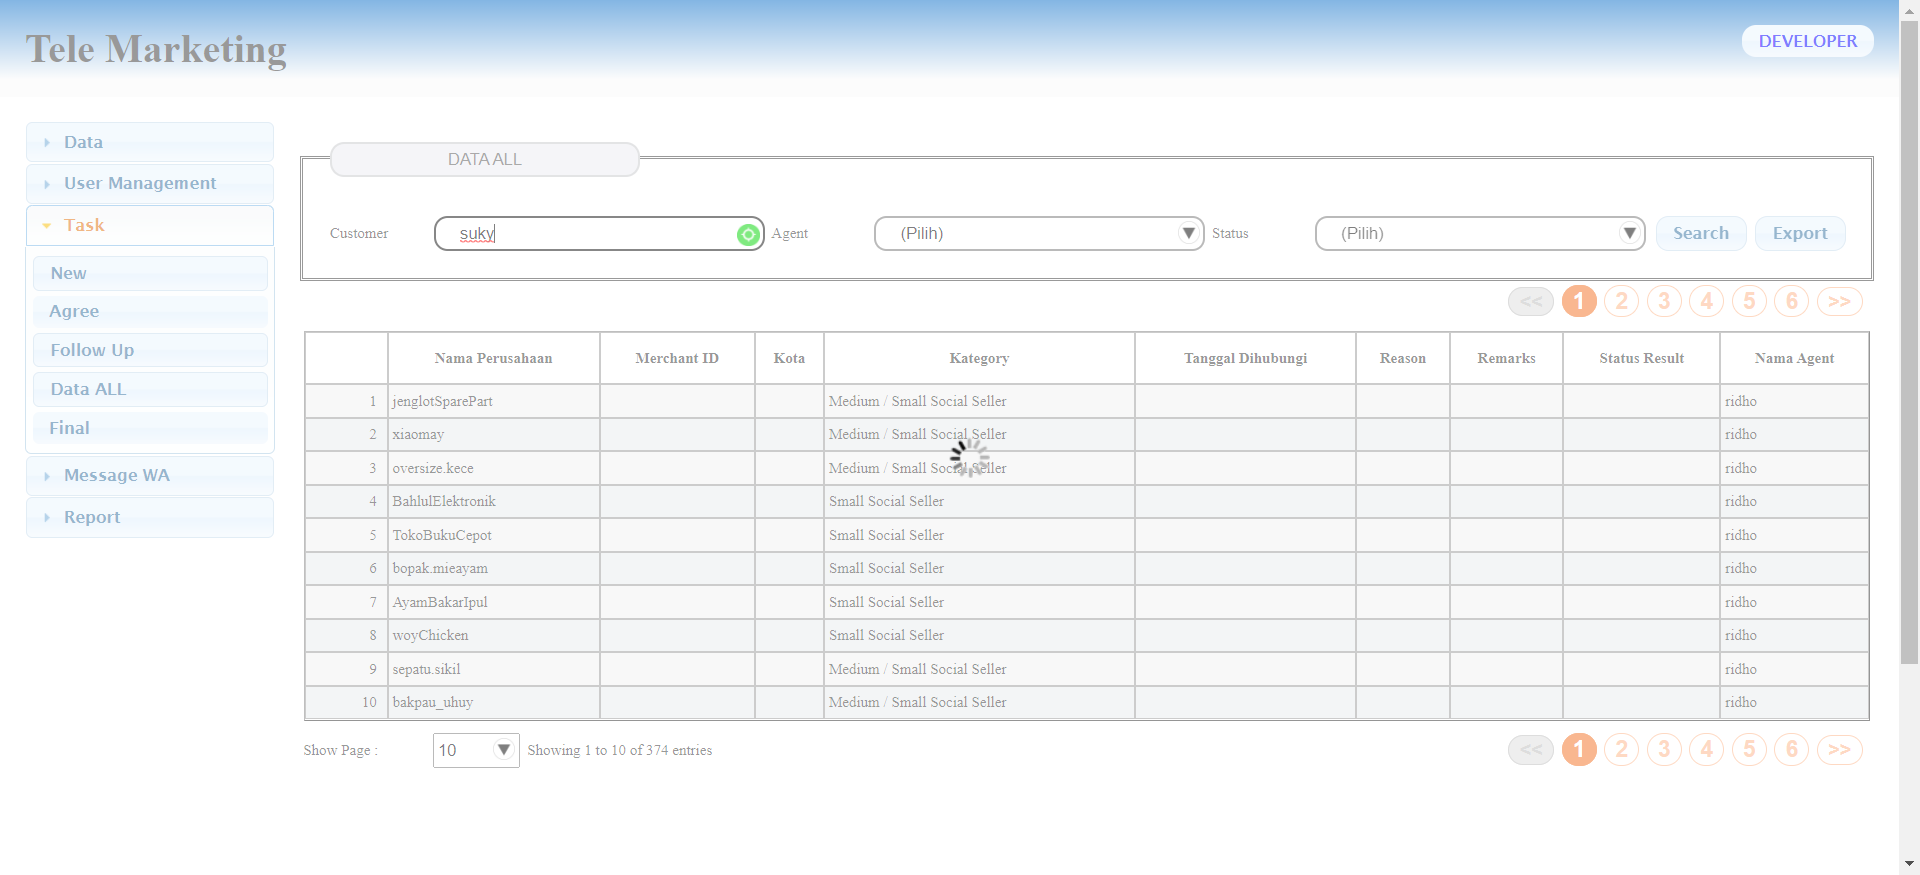 Tele Marketing
DEVELOPER
Data
User Management
Task
New
Agree
Follow Up
Data ALL
Final
Message WA
Report
DATA ALL
Customer suky Agent (Pilih) Status (Pilih) Search Export
<< 1 2 3 4 5 6 >>
Nama Perusahaan Merchant ID Kota Kategory Tanggal Dihubungi Reason Remarks Status Result Nama Agent
1 jenglotSparePart Medium / Small Social Seller ridho
2 xiaomay Medium / Small Social Seller ridho
3 oversize.kece Medium / Small Social Seller ridho
4 BahlulElektronik Small Social Seller ridho
5 TokoBukuCepot Small Social Seller ridho
6 bopak.mieayam Small Social Seller ridho
7 AyamBakarIpul Small Social Seller ridho
8 woyChicken Small Social Seller ridho
9 sepatu.sikil Medium / Small Social Seller ridho
10 bakpau_uhuy Medium / Small Social Seller ridho
Show Page : 10 Showing 1 to 10 of 374 entries << 1 2 3 4 5 6 >>